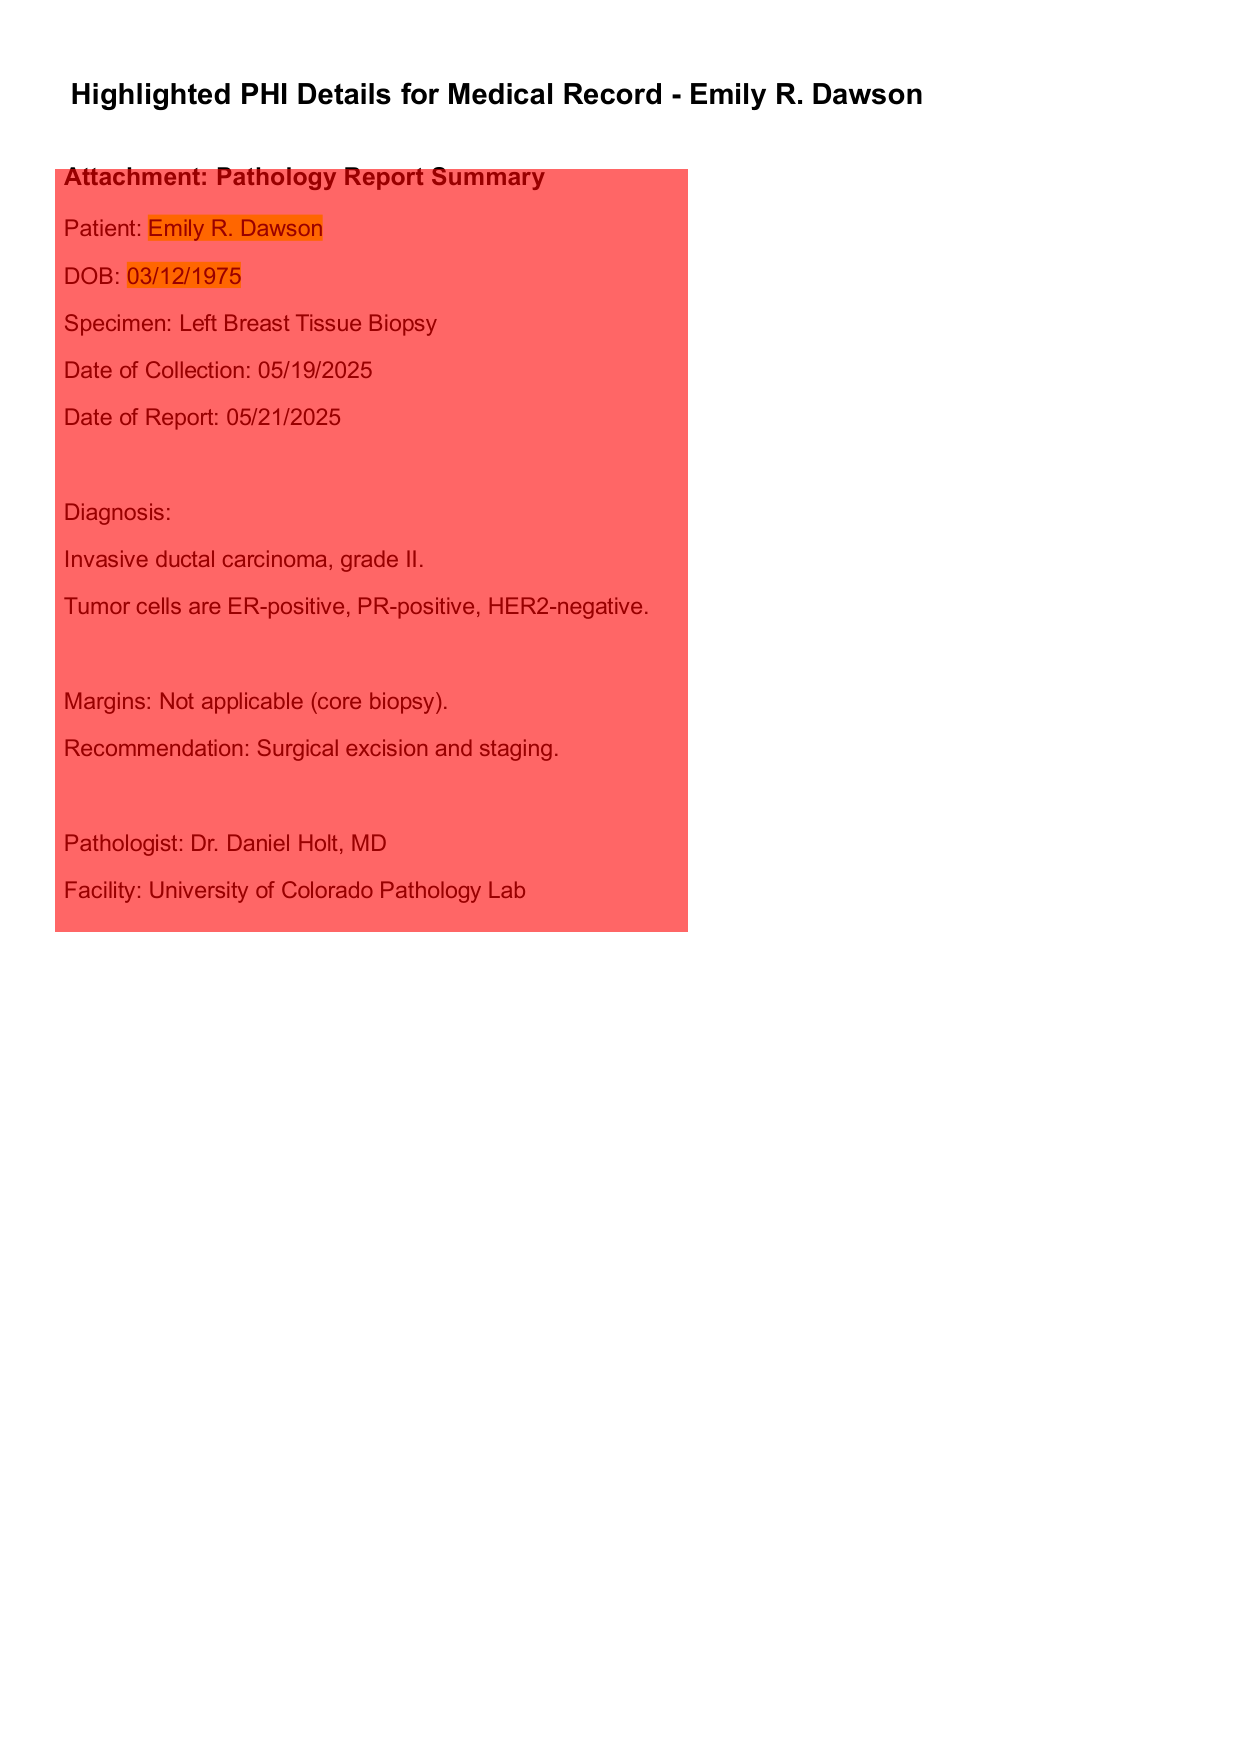 Highlighted PHI Details for Medical Record - Emily R. Dawson
Attachment: Pathology Report Summary
Patient: Emily R. Dawson
DOB: 03/12/1975
Specimen: Left Breast Tissue Biopsy
Date of Collection: 05/19/2025
Date of Report: 05/21/2025
Diagnosis:
Invasive ductal carcinoma, grade II.
Tumor cells are ER-positive, PR-positive, HER2-negative.
Margins: Not applicable (core biopsy).
Recommendation: Surgical excision and staging.
Pathologist: Dr. Daniel Holt, MD
Facility: University of Colorado Pathology Lab